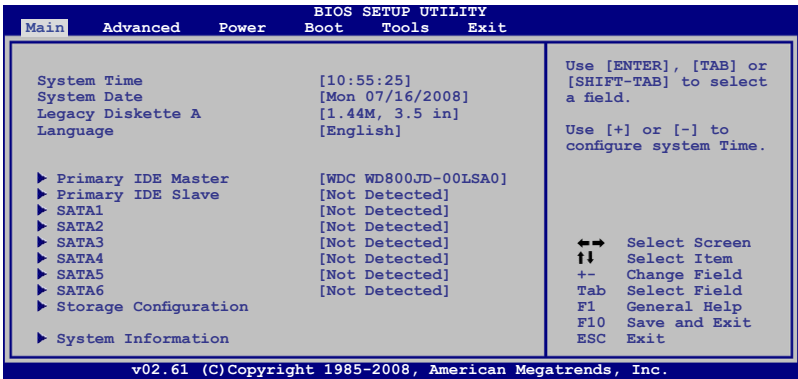 BIOS SETUP UTILITY
Main Advanced Power Boot Tools Exit
System Time [10:55:25]
System Date [Mon 07/16/2008]
Legacy Diskette A [1.44M, 3.5 in]
Language [English]
Primary IDE Master [WDC WD800JD-00LSA0]
Primary IDE Slave [Not Detected]
SATA1 [Not Detected]
SATA2 [Not Detected]
SATA3 [Not Detected]
SATA4 [Not Detected]
SATA5 [Not Detected]
SATA6 [Not Detected]
Storage Configuration
System Information
Use [ENTER], [TAB] or
[SHIFT-TAB] to select
a field.
Use [+] or [-] to
configure system Time.
←→ Select Screen
↑↓ Select Item
+- Change Field
Tab Select Field
F1 General Help
F10 Save and Exit
ESC Exit
v02.61 (C)Copyright 1985-2008, American Megatrends, Inc.